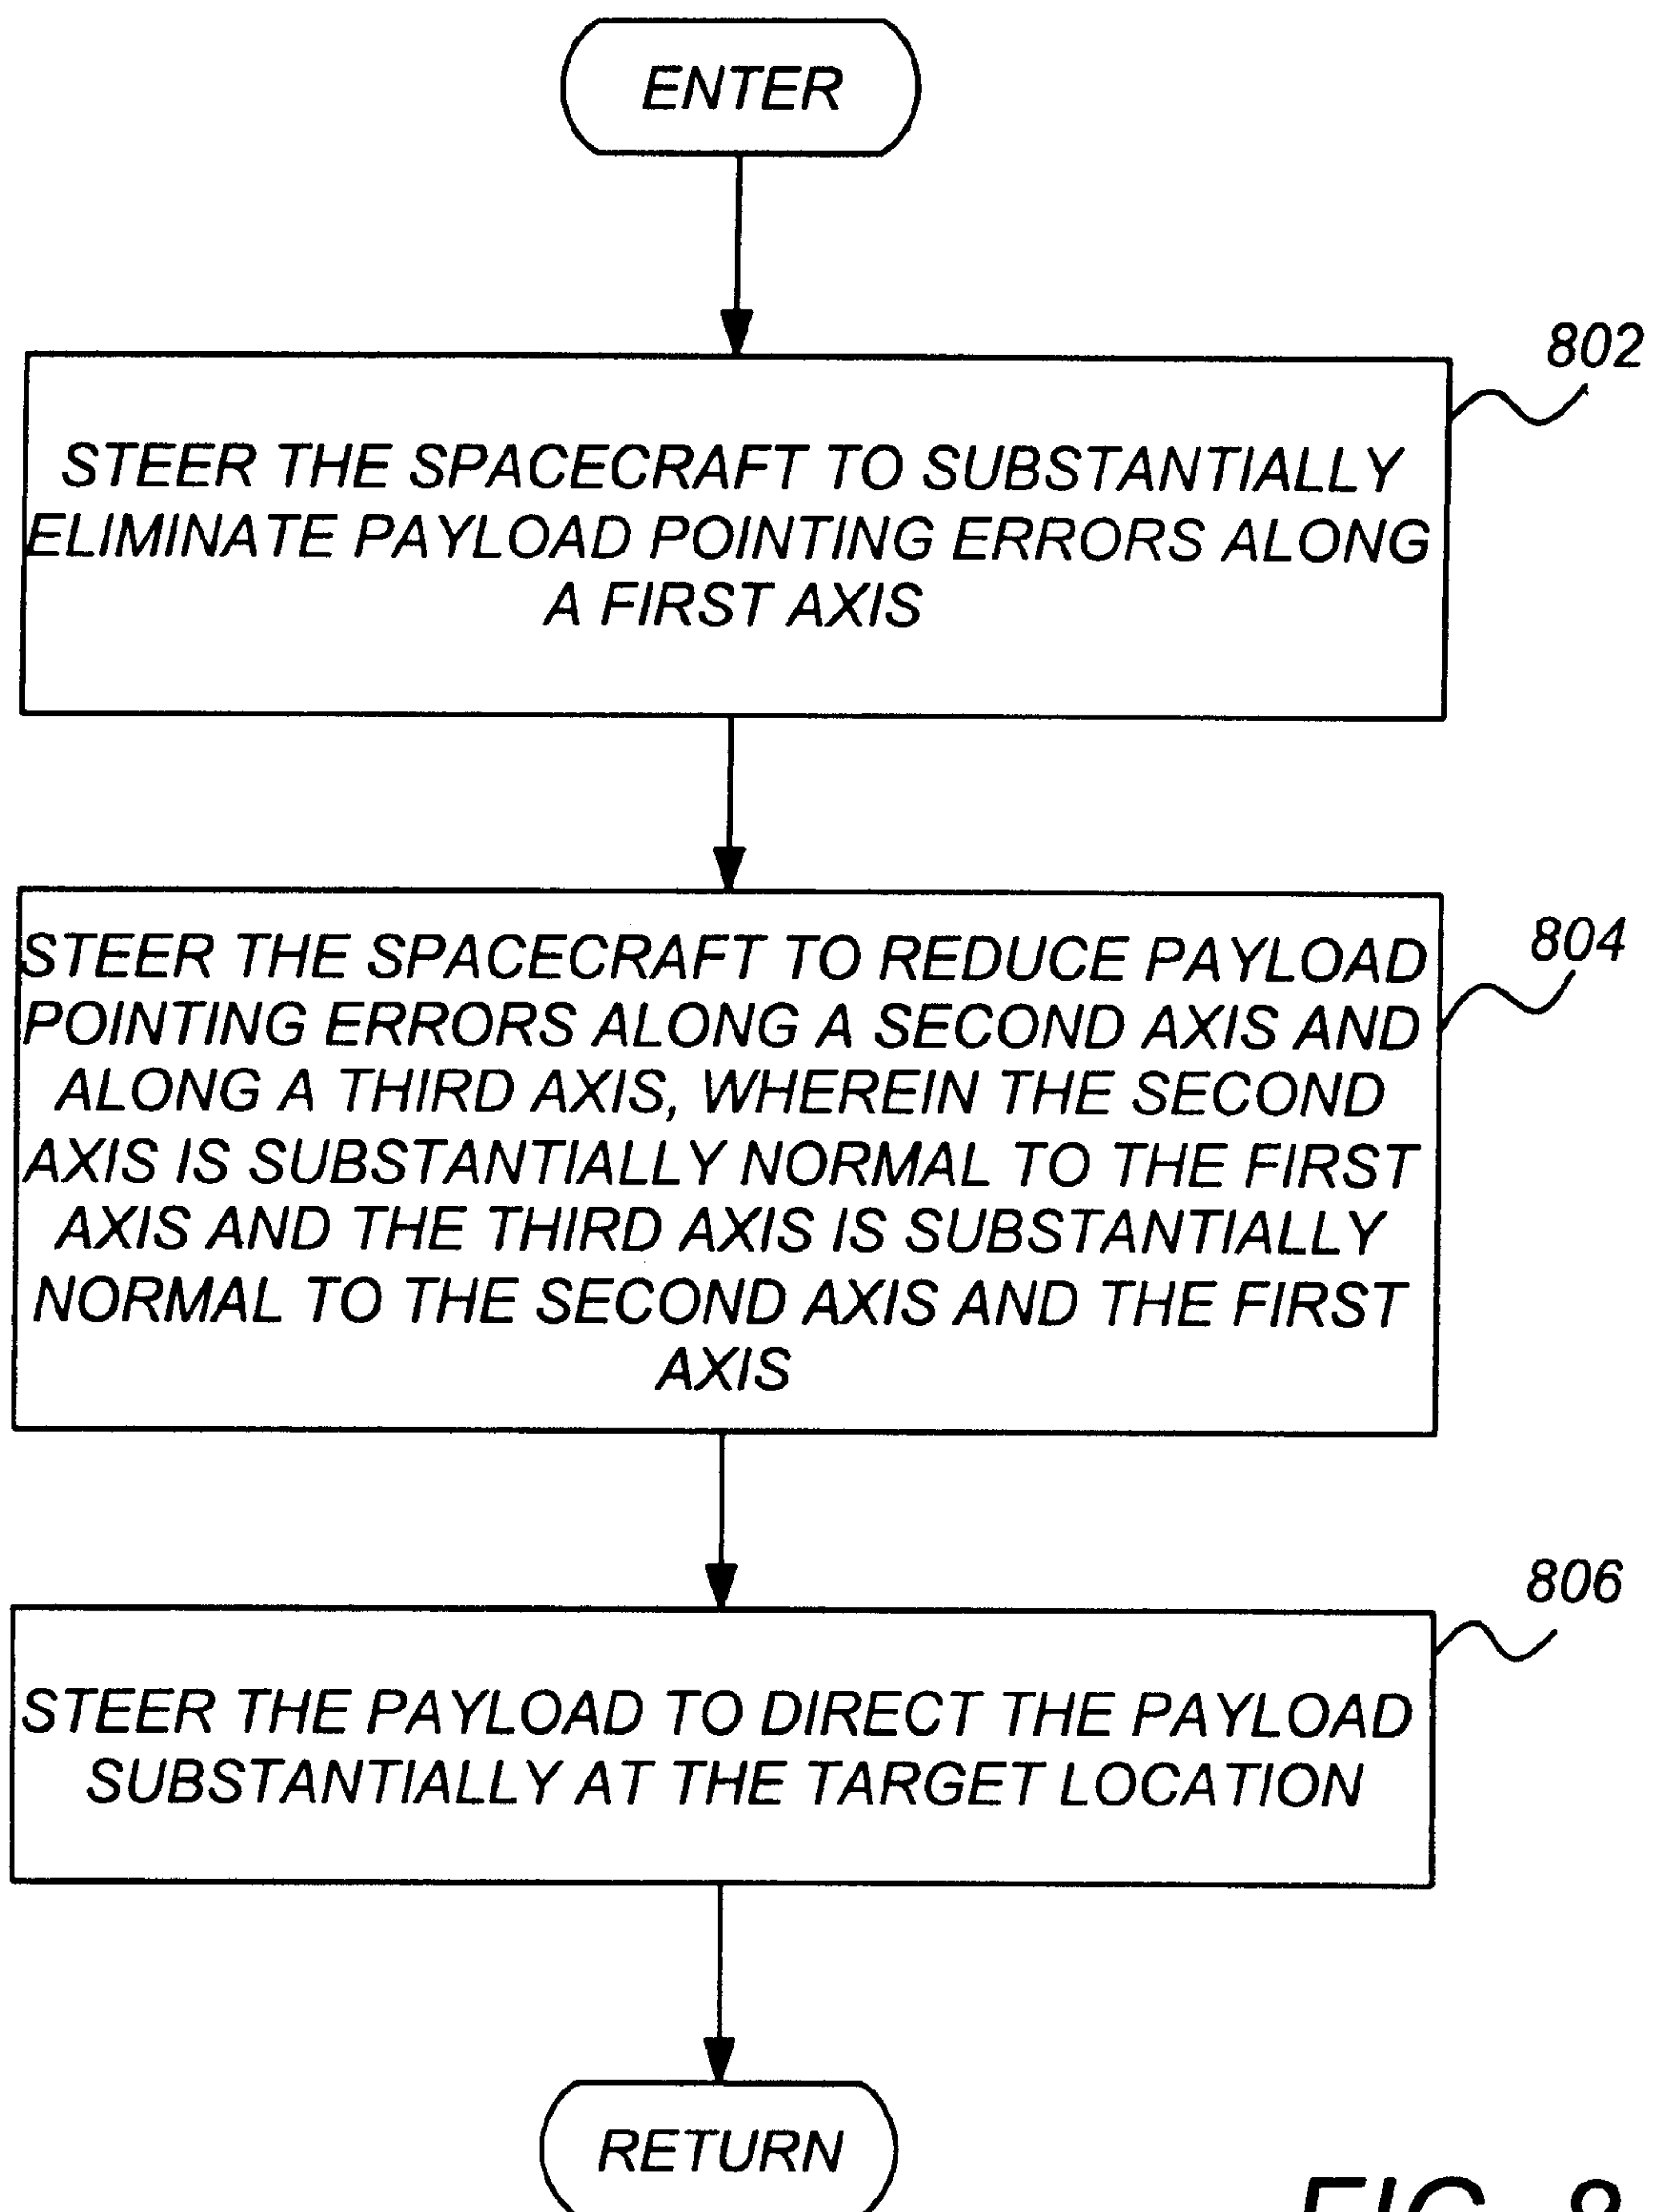 ENTER
802
STEER THE SPACECRAFT TO SUBSTANTIALLY
ELIMINATE PAYLOAD POINTING ERRORS ALONG
A FIRST AXIS
804
STEER THE SPACECRAFT TO REDUCE PAYLOAD
POINTING ERRORS ALONG A SECOND AXIS AND
ALONG A THIRD AXIS, WHEREIN THE SECOND
AXIS IS SUBSTANTIALLY NORMAL TO THE FIRST
AXIS AND THE THIRD AXIS IS SUBSTANTIALLY
NORMAL TO THE SECOND AXIS AND THE FIRST
AXIS
806
STEER THE PAYLOAD TO DIRECT THE PAYLOAD
SUBSTANTIALLY AT THE TARGET LOCATION
RETURN
FIG. 8